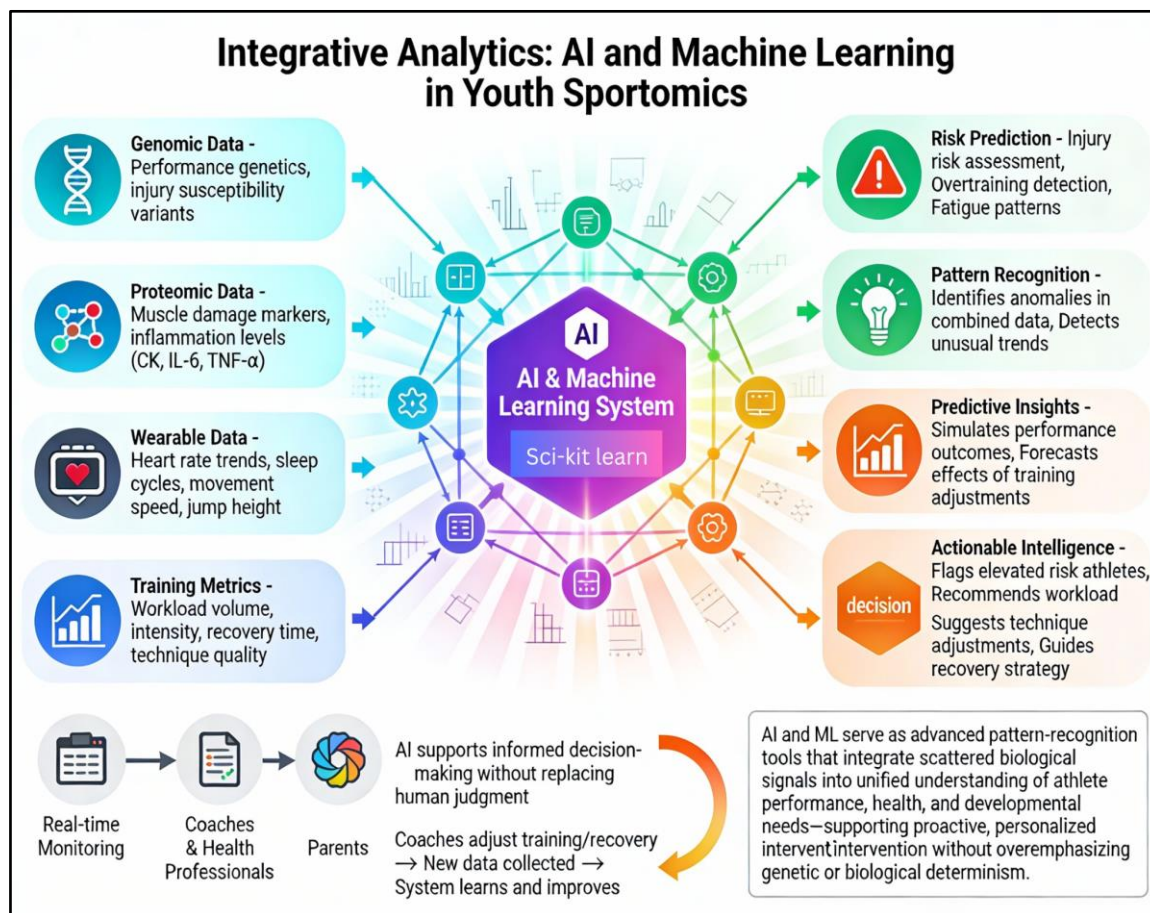 Integrative Analytics: AI and Machine Learning
in Youth Sportomics
Genomic Data -
Performance genetics,
injury susceptibility
variants
Proteomic Data -
Muscle damage markers,
inflammation levels
(CK, IL-6, TNF-α)
Wearable Data -
Heart rate trends, sleep
cycles, movement
speed, jump height
Training Metrics -
Workload volume,
intensity, recovery time,
technique quality
AI
AI & Machine
Learning System
Sci-kit learn
Risk Prediction - Injury
risk assessment,
Overtraining detection,
Fatigue patterns
Pattern Recognition -
Identifies anomalies in
combined data, Detects
unusual trends
Predictive Insights -
Simulates performance
outcomes, Forecasts
effects of training
adjustments
decision
Actionable Intelligence -
Flags elevated risk athletes,
Recommends workload
Suggests technique
adjustments, Guides
recovery strategy
Real-time
Monitoring
Coaches
& Health
Professionals
Parents
AI supports informed decision-
making without replacing
human judgment
Coaches adjust training/recovery
→ New data collected →
System learns and improves
AI and ML serve as advanced pattern-recognition
tools that integrate scattered biological
signals into unified understanding of athlete
performance, health, and developmental
needs—supporting proactive, personalized
interventintervention without overemphasizing
genetic or biological determinism.